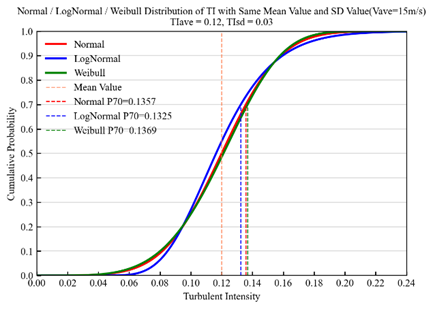 Normal / LogNormal / Weibull Distribution of TI with Same Mean Value and SD Value(Vave=15m/s)
TIave = 0.12, TIsd = 0.03
Normal
LogNormal
Weibull
Mean Value
Normal P70=0.1357
LogNormal P70=0.1325
Weibull P70=0.1369
Cumulative Probability
1.0
0.9
0.8
0.7
0.6
0.5
0.4
0.3
0.2
0.1
0.0
0.00 0.02 0.04 0.06 0.08 0.10 0.12 0.14 0.16 0.18 0.20 0.22 0.24
Turbulent Intensity